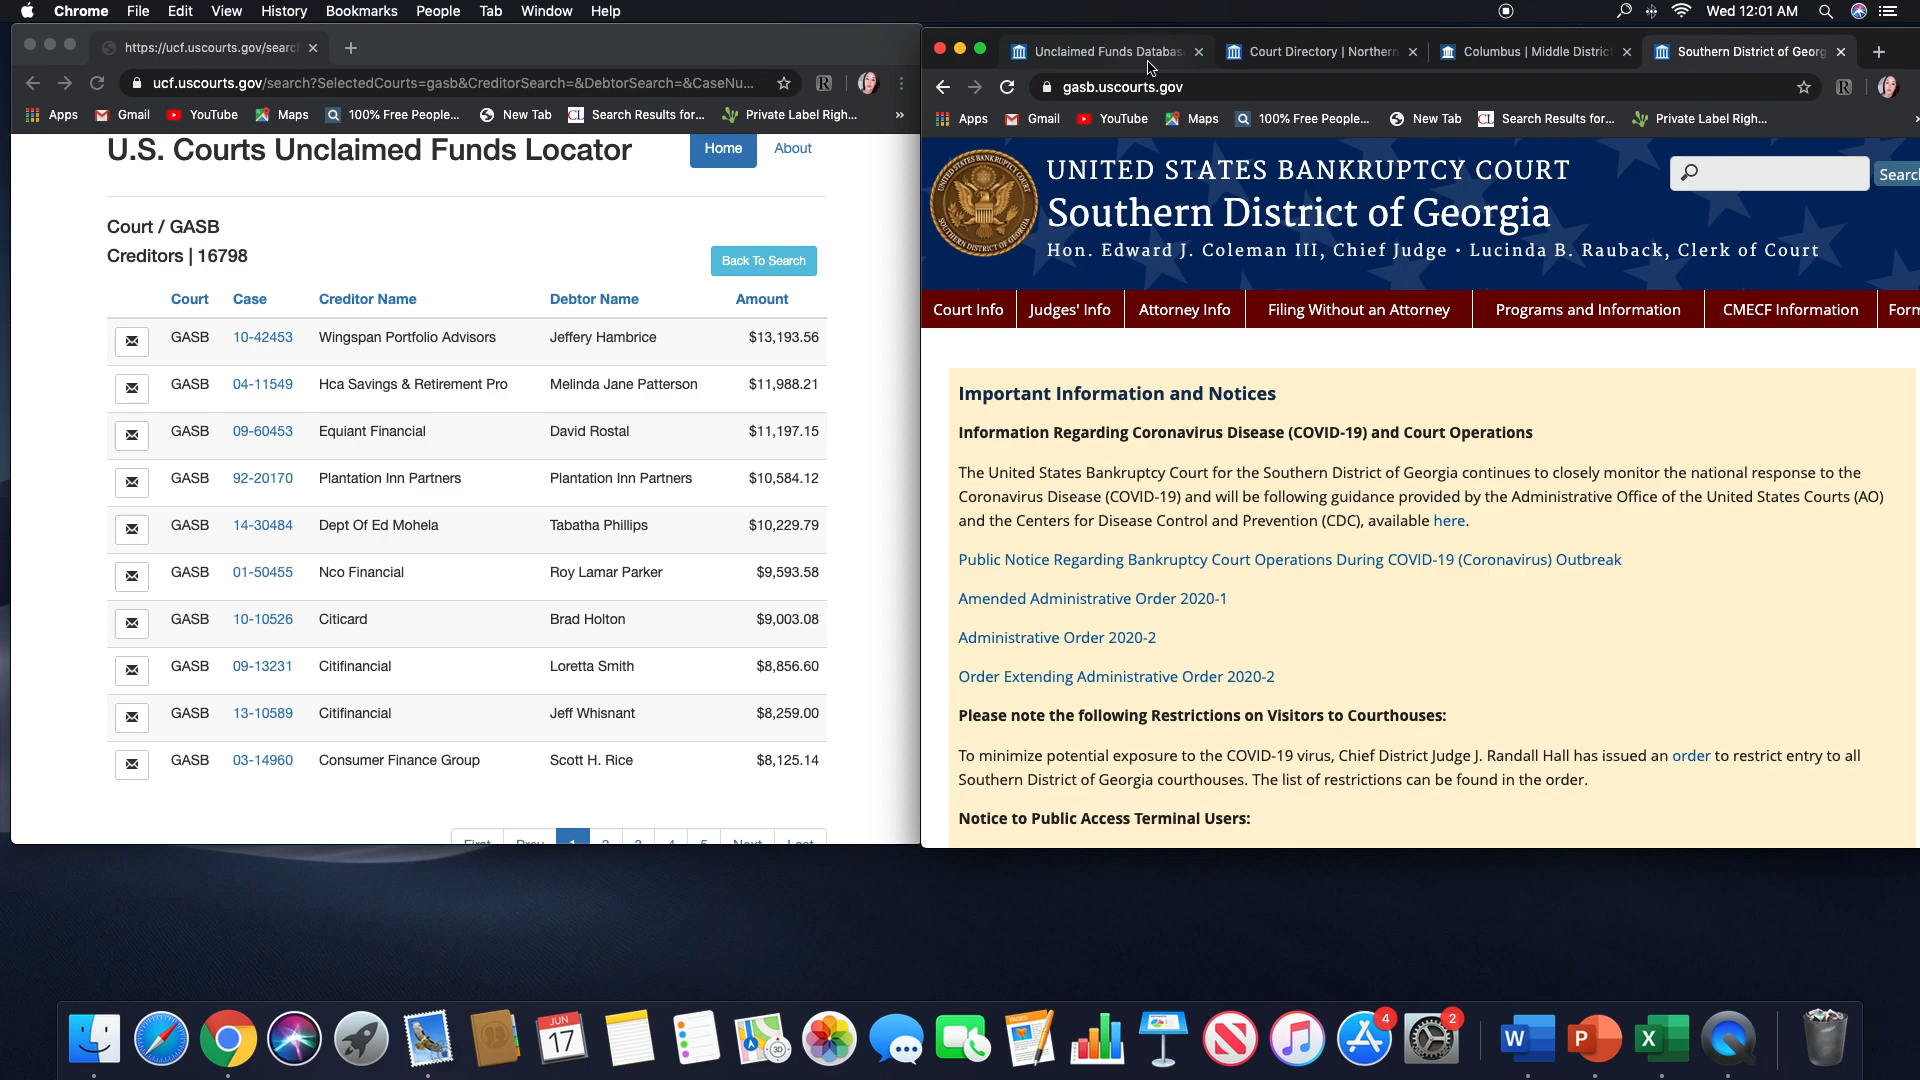 Chrome File Edit View History Bookmarks People Tab Window Help
Wed 12:01 AM
https://ucf.uscourts.gov/searc
ucf.uscourts.gov/search?SelectedCourts=gasb&CreditorSearch=&DebtorSearch=&CaseNu...
Apps Gmail YouTube Maps 100% Free People... New Tab Search Results for... Private Label Righ... »
U.S. Courts Unclaimed Funds Locator
Home About
Court / GASB
Creditors | 16798
Back To Search
Court Case Creditor Name Debtor Name Amount
GASB 10-42453 Wingspan Portfolio Advisors Jeffery Hambrice $13,193.56
GASB 04-11549 Hca Savings & Retirement Pro Melinda Jane Patterson $11,988.21
GASB 09-60453 Equiant Financial David Rostal $11,197.15
GASB 92-20170 Plantation Inn Partners Plantation Inn Partners $10,584.12
GASB 14-30484 Dept Of Ed Mohela Tabatha Phillips $10,229.79
GASB 01-50455 Nco Financial Roy Lamar Parker $9,593.58
GASB 10-10526 Citicard Brad Holton $9,003.08
GASB 09-13231 Citifinancial Loretta Smith $8,856.60
GASB 13-10589 Citifinancial Jeff Whisnant $8,259.00
GASB 03-14960 Consumer Finance Group Scott H. Rice $8,125.14
First Prev 1 2 3 4 5 Next Last
Unclaimed Funds Databas Court Directory | Northern Columbus | Middle District Southern District of Georg
gasb.uscourts.gov
Apps Gmail YouTube Maps 100% Free People... New Tab Search Results for... Private Label Righ...
UNITED STATES BANKRUPTCY COURT
Southern District of Georgia
Hon. Edward J. Coleman III, Chief Judge • Lucinda B. Rauback, Clerk of Court
Searc
Court Info Judges' Info Attorney Info Filing Without an Attorney Programs and Information CMECF Information Form
Important Information and Notices
Information Regarding Coronavirus Disease (COVID-19) and Court Operations
The United States Bankruptcy Court for the Southern District of Georgia continues to closely monitor the national response to the
Coronavirus Disease (COVID-19) and will be following guidance provided by the Administrative Office of the United States Courts (AO)
and the Centers for Disease Control and Prevention (CDC), available here.
Public Notice Regarding Bankruptcy Court Operations During COVID-19 (Coronavirus) Outbreak
Amended Administrative Order 2020-1
Administrative Order 2020-2
Order Extending Administrative Order 2020-2
Please note the following Restrictions on Visitors to Courthouses:
To minimize potential exposure to the COVID-19 virus, Chief District Judge J. Randall Hall has issued an order to restrict entry to all
Southern District of Georgia courthouses. The list of restrictions can be found in the order.
Notice to Public Access Terminal Users:
JUN
17
3D
PAGES
4
2
W
P
X